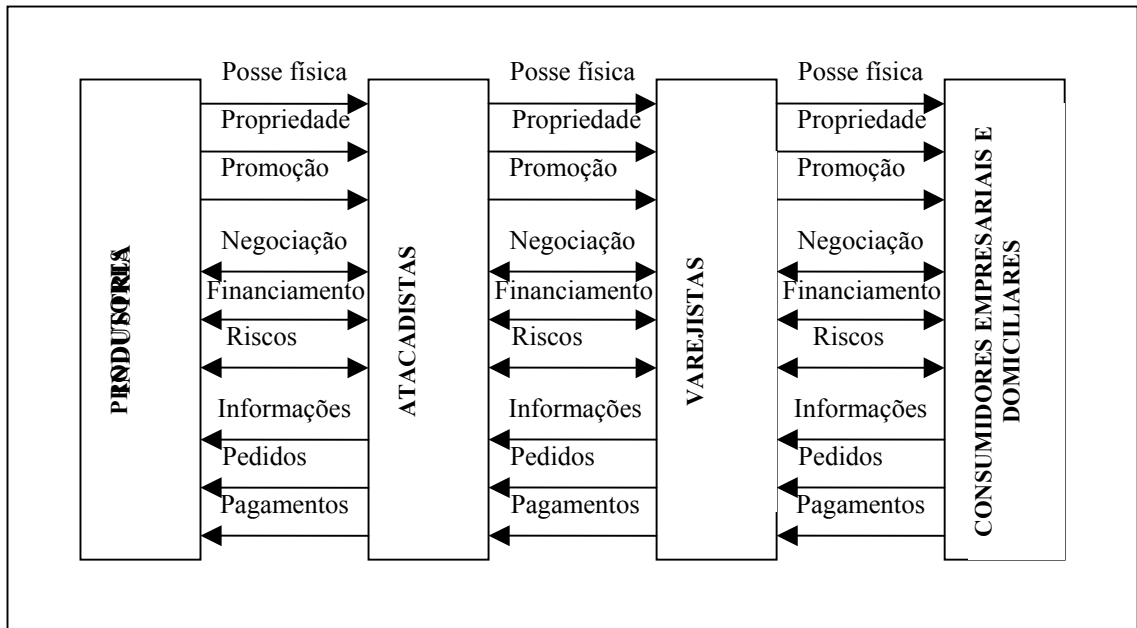 Posse física Posse física Posse física
Propriedade Propriedade Propriedade
Promoção Promoção Promoção
Negociação Negociação Negociação
Financiamento Financiamento Financiamento
Riscos Riscos Riscos
Informações Informações Informações
Pedidos Pedidos Pedidos
Pagamentos Pagamentos Pagamentos
ATACADISTAS
VAREJISTAS
CONSUMIDORES EMPRESARIAIS E
DOMICILIARES